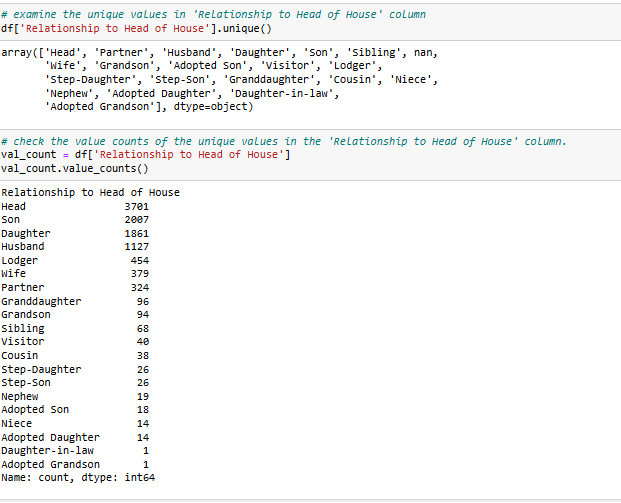 # examine the unique values in 'Relationship to Head of House' column
df['Relationship to Head of House'].unique()
array(['Head', 'Partner', 'Husband', 'Daughter', 'Son', 'Sibling', nan,
'Wife', 'Grandson', 'Adopted Son', 'Visitor', 'Lodger',
'Step-Daughter', 'Step-Son', 'Granddaughter', 'Cousin', 'Niece',
'Nephew', 'Adopted Daughter', 'Daughter-in-law',
'Adopted Grandson'], dtype=object)
# check the value counts of the unique values in the 'Relationship to Head of House' column.
val_count = df['Relationship to Head of House']
val_count.value_counts()
Relationship to Head of House
Head 3701
Son 2007
Daughter 1861
Husband 1127
Lodger 454
Wife 379
Partner 324
Granddaughter 96
Grandson 94
Sibling 68
Visitor 40
Cousin 38
Step-Daughter 26
Step-Son 26
Nephew 19
Adopted Son 18
Niece 14
Adopted Daughter 14
Daughter-in-law 1
Adopted Grandson 1
Name: count, dtype: int64